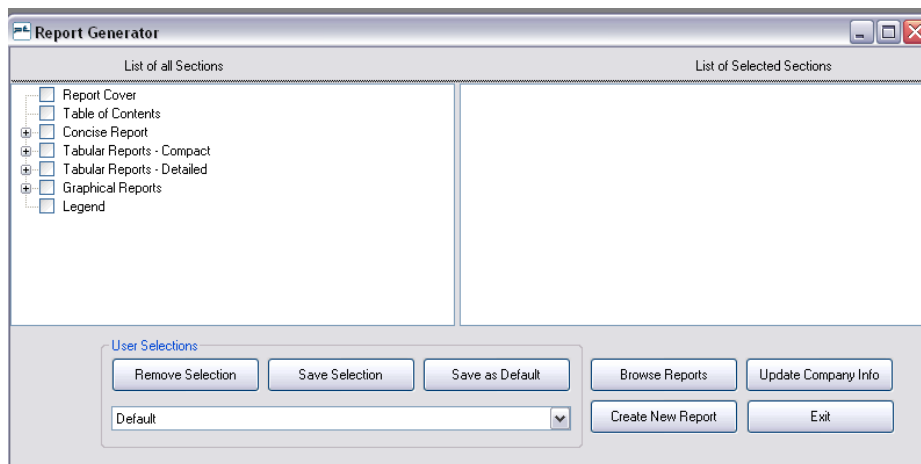 Report Generator
List of all Sections
List of Selected Sections
Report Cover
Table of Contents
Concise Report
Tabular Reports - Compact
Tabular Reports - Detailed
Graphical Reports
Legend
User Selections
Remove Selection
Save Selection
Save as Default
Browse Reports
Update Company Info
Default
Create New Report
Exit